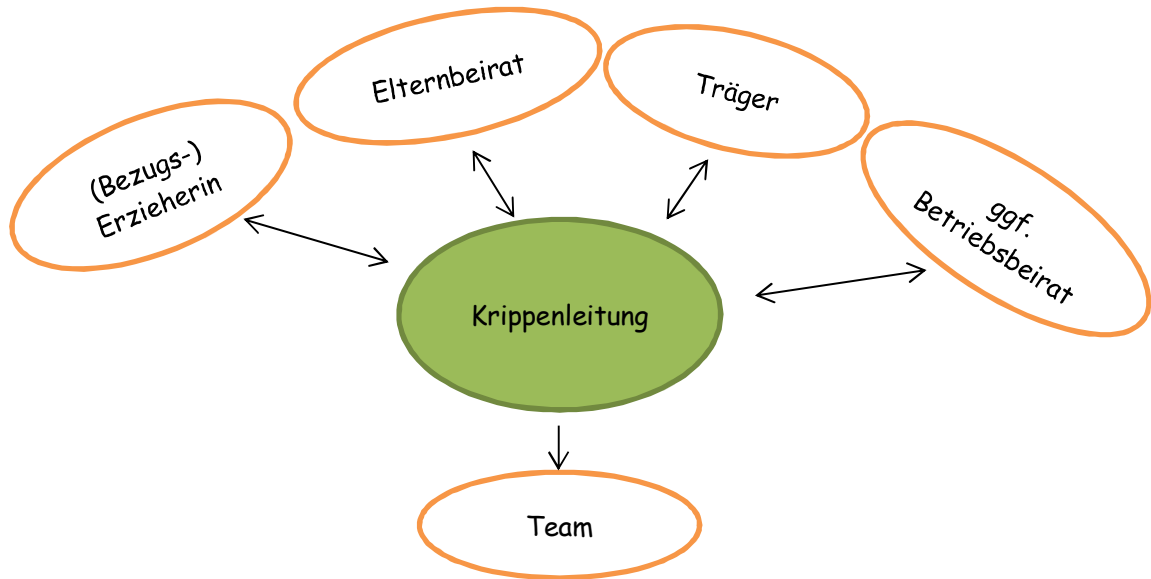 Elternbeirat
Träger
(Bezugs-)
Erzieherin
ggf.
Betriebsbeirat
Krippenleitung
Team